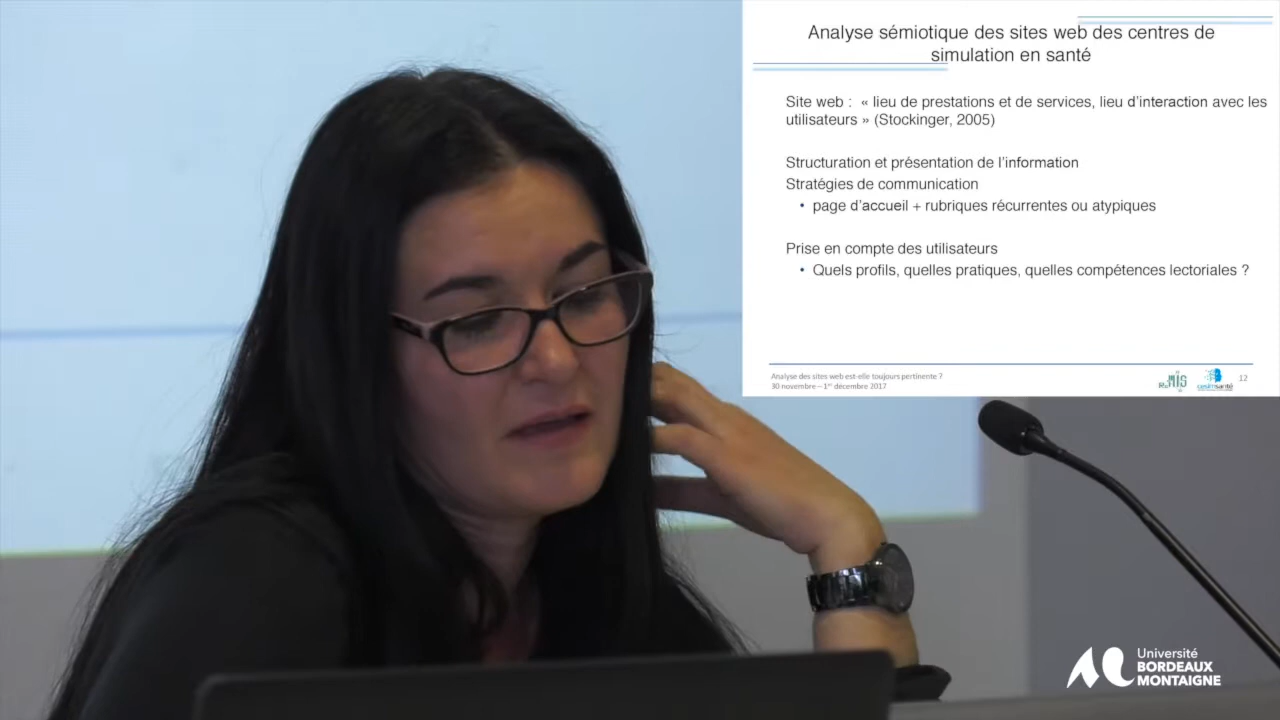 Analyse sémiotique des sites web des centres de
simulation en santé
Site web : « lieu de prestations et de services, lieu d'interaction avec les
utilisateurs » (Stockinger, 2005)
Structuration et présentation de l'information
Stratégies de communication
• page d'accueil + rubriques récurrentes ou atypiques
Prise en compte des utilisateurs
• Quels profils, quelles pratiques, quelles compétences lectoriales ?
Analyse des sites web est-elle toujours pertinente ?
30 novembre – 1er décembre 2017
12
Université
BORDEAUX
MONTAIGNE